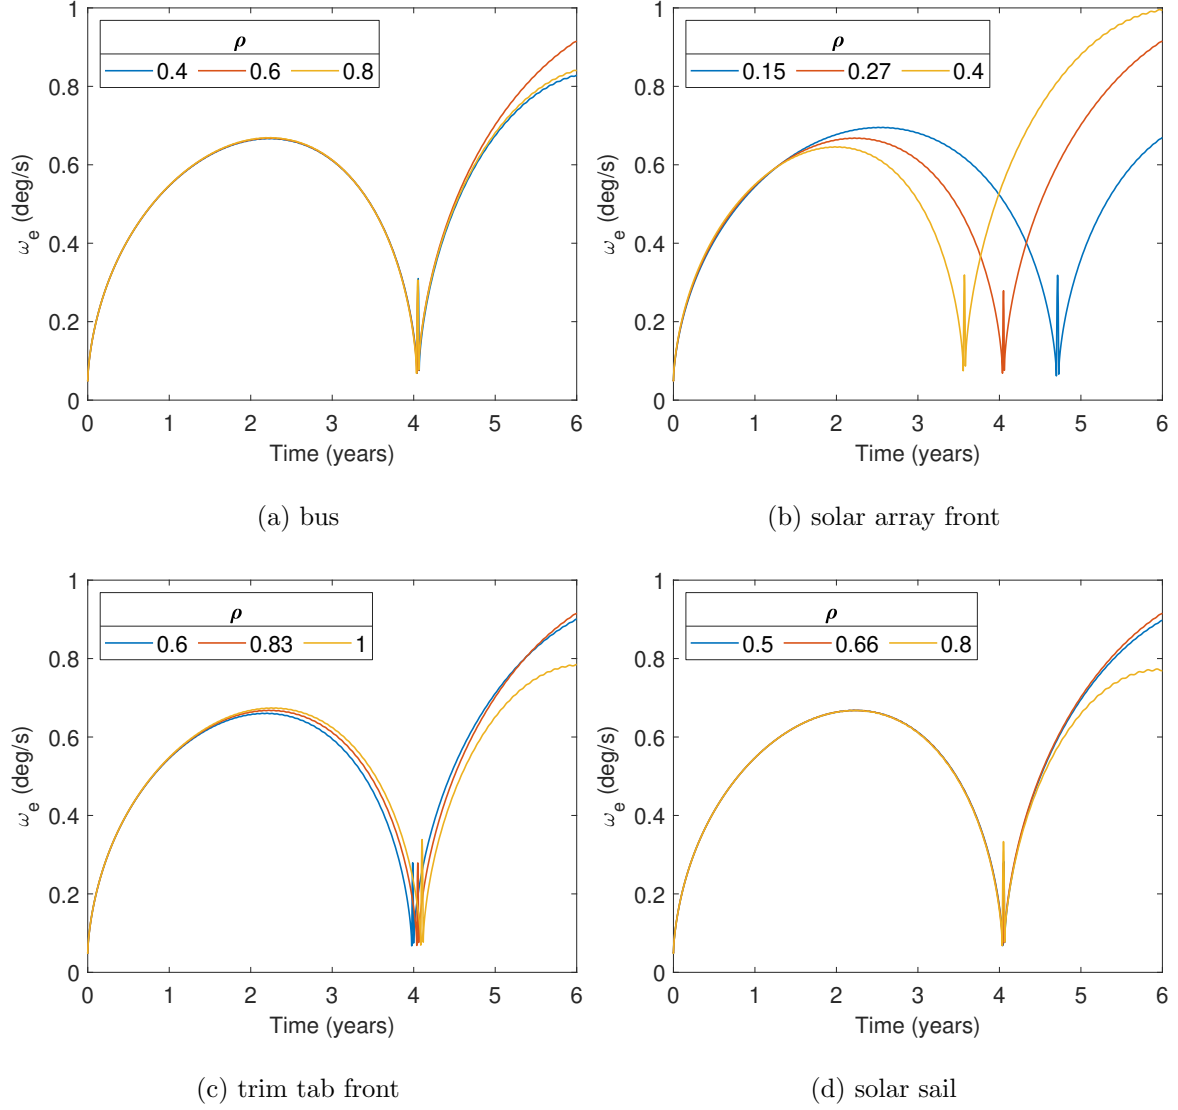 ρ
0.4 0.6 0.8
1
0.8
0.6
0.4
0.2
0
ω_e (deg/s)
0 1 2 3 4 5 6
Time (years)
(a) bus
ρ
0.15 0.27 0.4
1
0.8
0.6
0.4
0.2
0
ω_e (deg/s)
0 1 2 3 4 5 6
Time (years)
(b) solar array front
ρ
0.6 0.83 1
1
0.8
0.6
0.4
0.2
0
ω_e (deg/s)
0 1 2 3 4 5 6
Time (years)
(c) trim tab front
ρ
0.5 0.66 0.8
1
0.8
0.6
0.4
0.2
0
ω_e (deg/s)
0 1 2 3 4 5 6
Time (years)
(d) solar sail